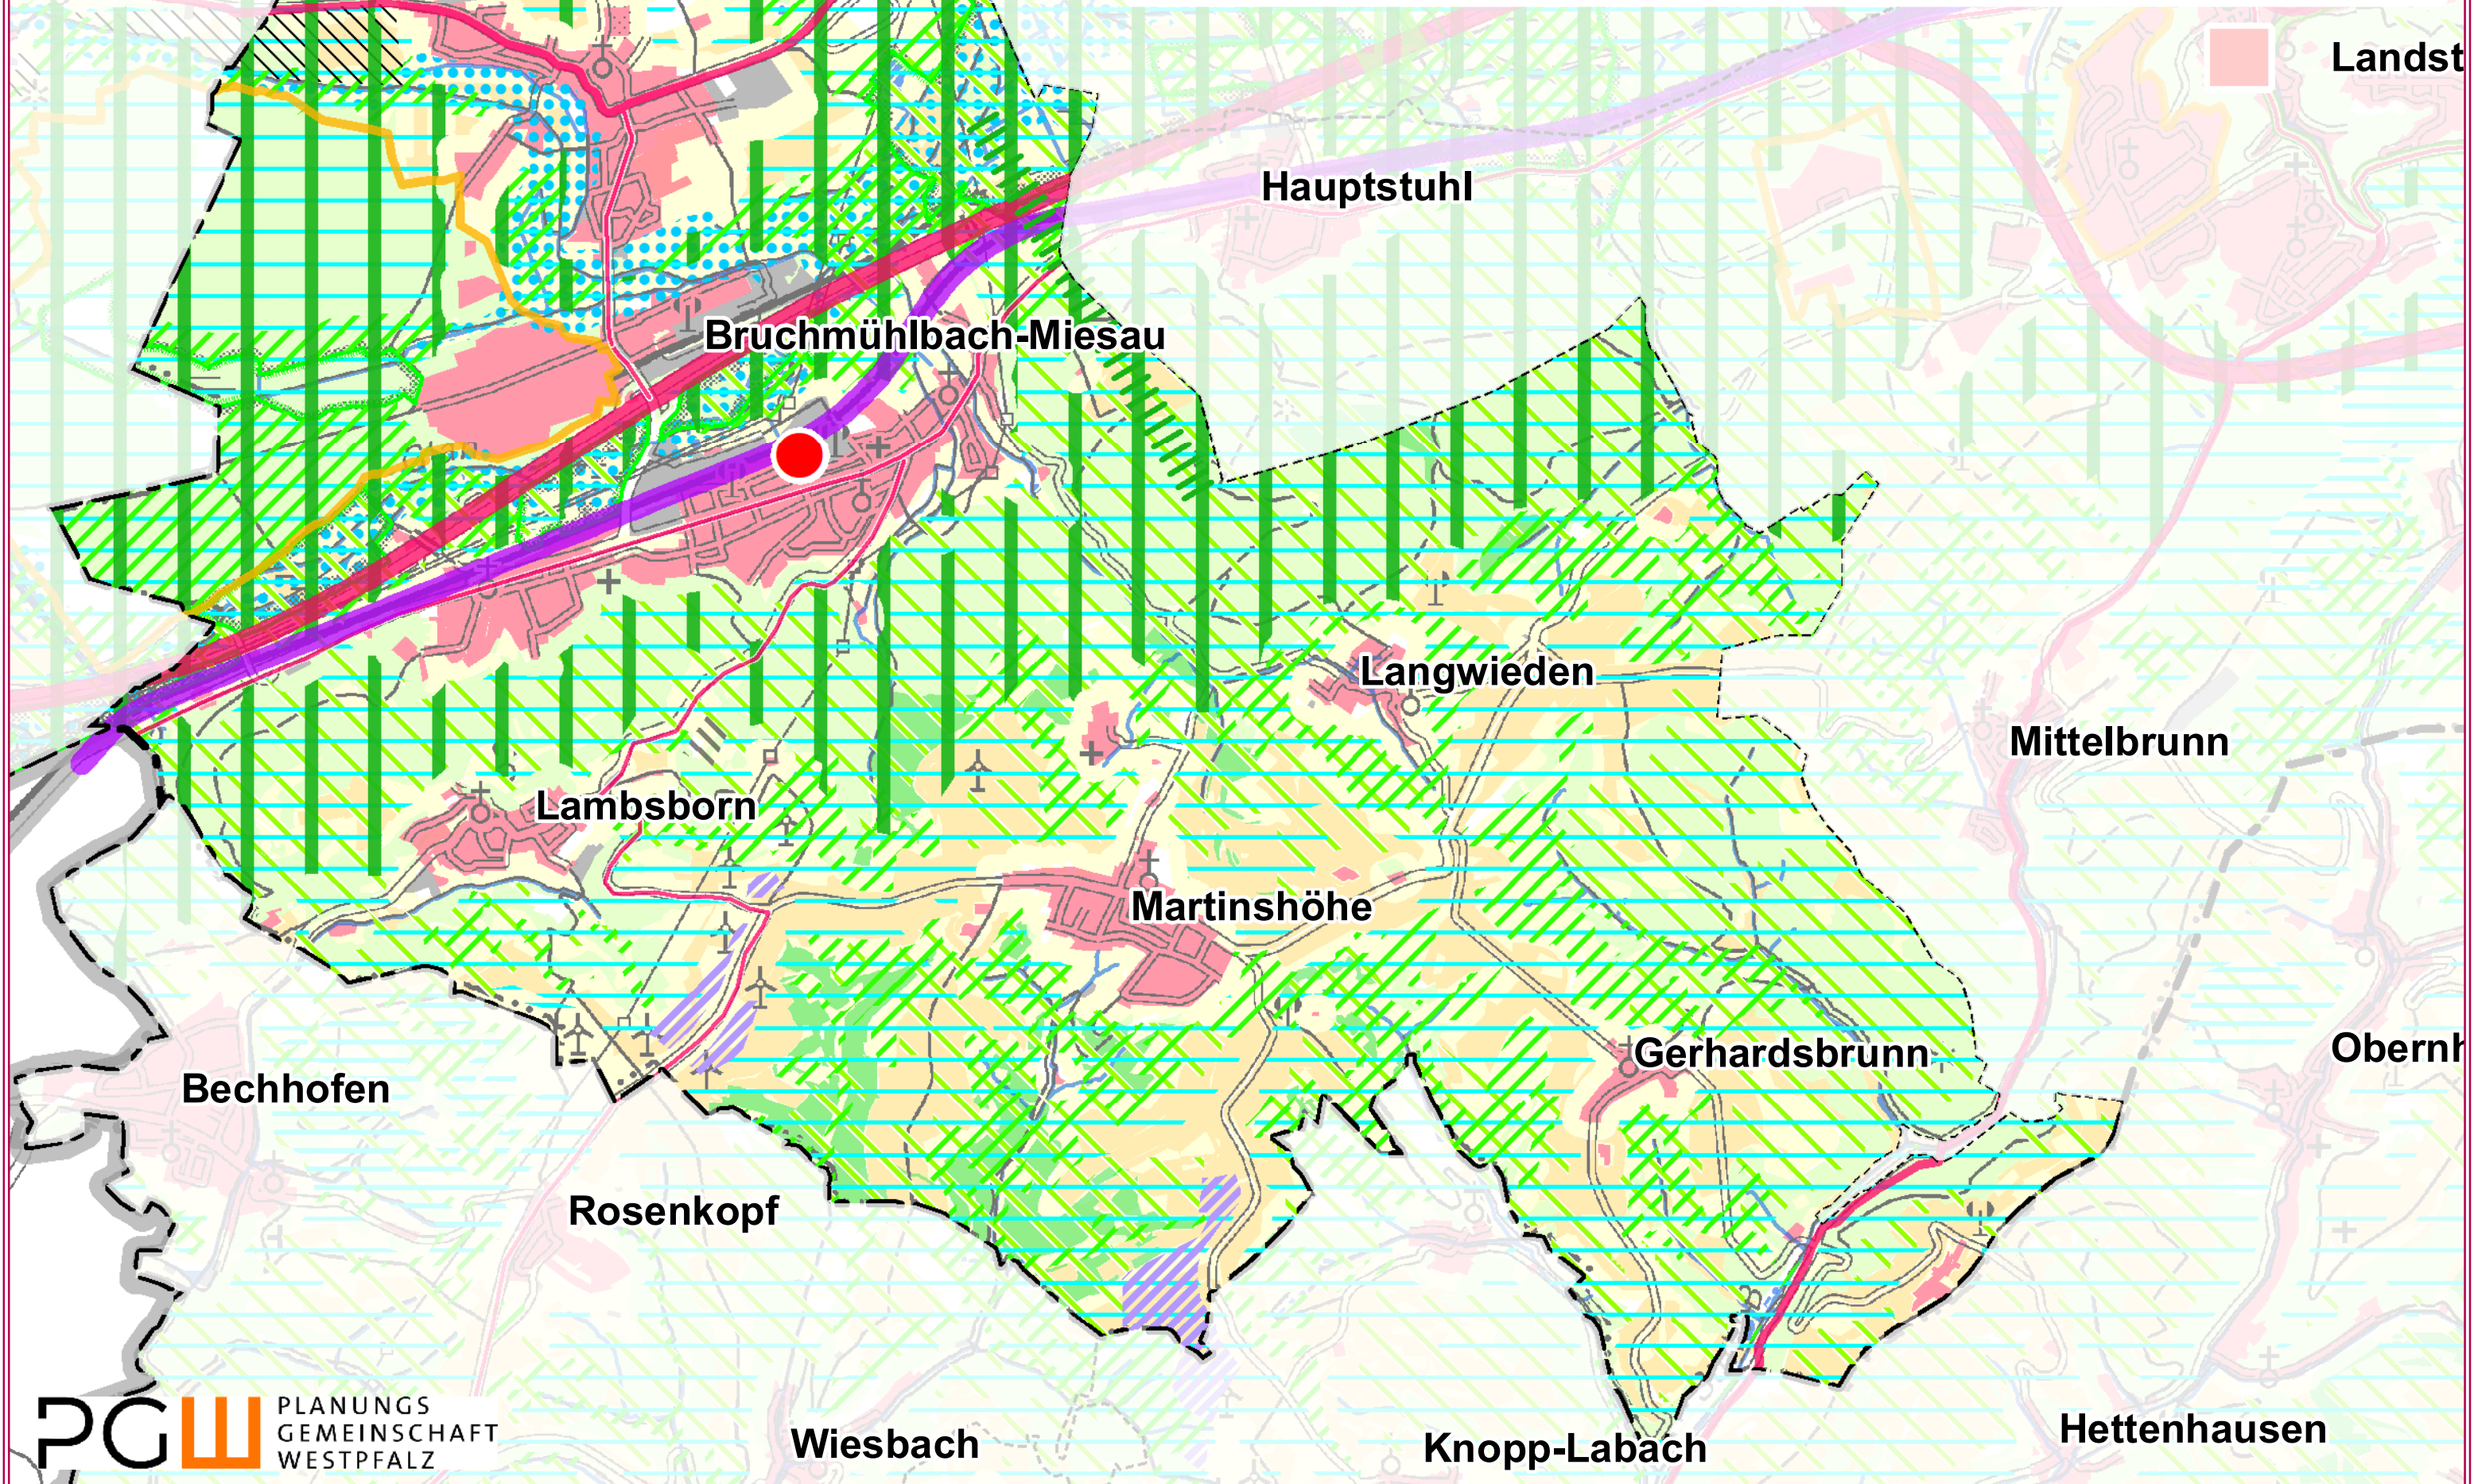 Landst
Hauptstuhl
Bruchmühlbach-Miesau
Langwieden
Mittelbrunn
Lambsborn
Martinshöhe
Gerhardsbrunn
Obernh
Bechhofen
Rosenkopf
PGW PLANUNGS
GEMEINSCHAFT
WESTPFALZ
Wiesbach
Knopp-Labach
Hettenhausen